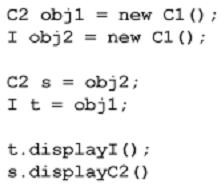 C2 obj1 = new C1();
I obj2 = new C1();
C2 s = obj2;
I t = obj1;
t.displayI();
s.displayC2()